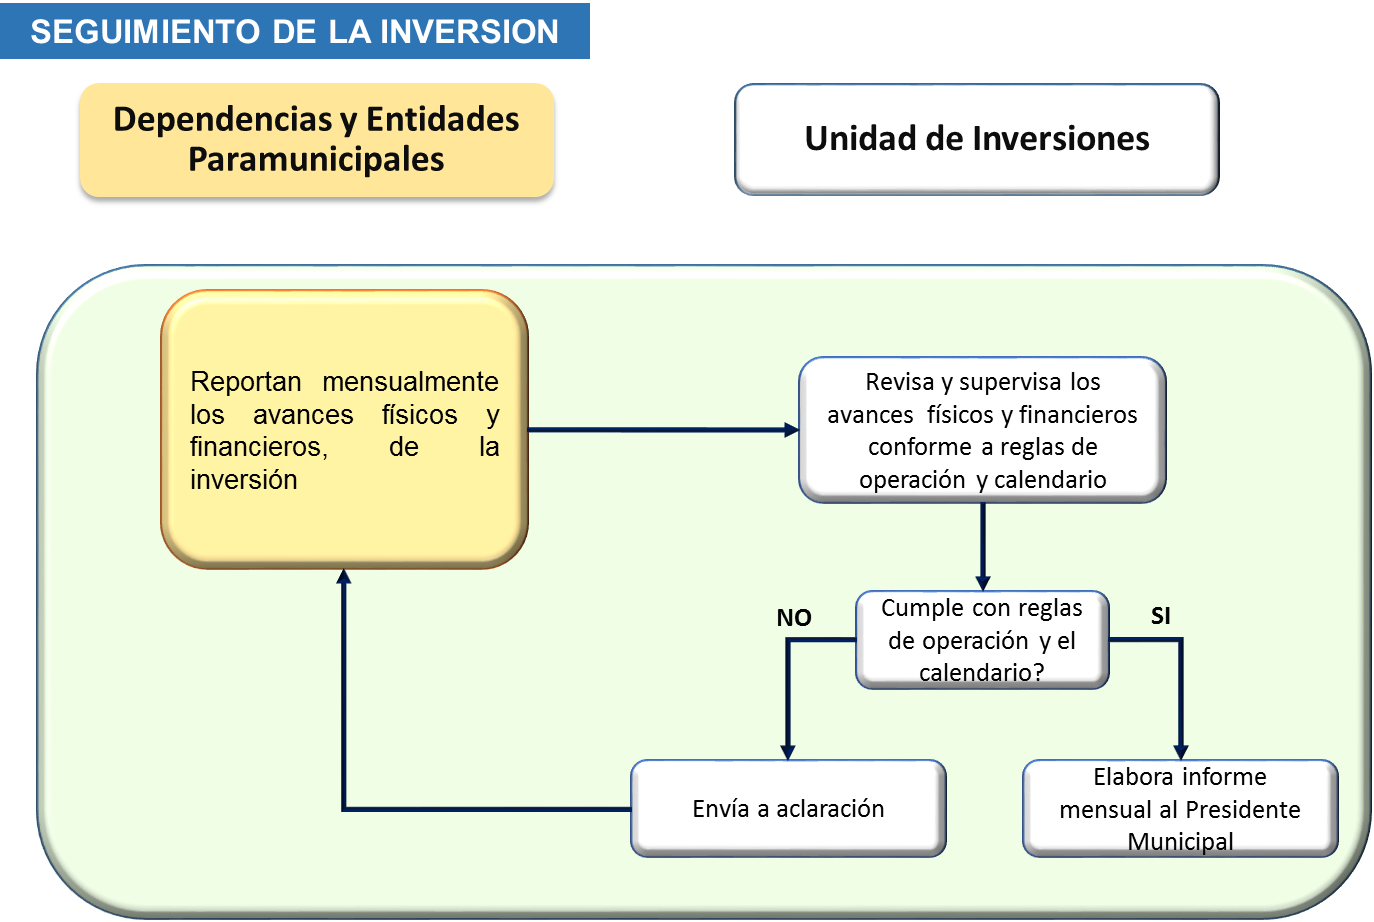 SEGUIMIENTO DE LA INVERSION
Dependencias y Entidades
Paramunicipales
Unidad de Inversiones
Reportan mensualmente
los avances físicos y
financieros, de la
inversión
Revisa y supervisa los
avances físicos y financieros
conforme a reglas de
operación y calendario
NO
Cumple con reglas
de operación y el
calendario?
SI
Envía a aclaración
Elabora informe
mensual al Presidente
Municipal